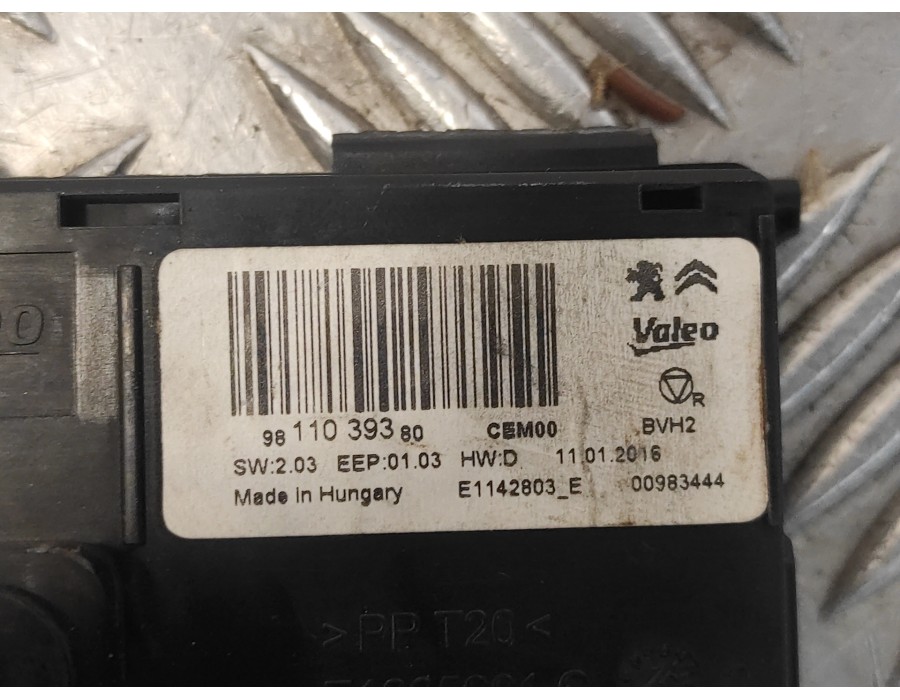 Valeo
R
98 110 393 80 CEM00 BVH2
SW:2.03 EEP:01.03 HW:D 11.01.2016
Made in Hungary E1142803_E 00983444
>PP T20<